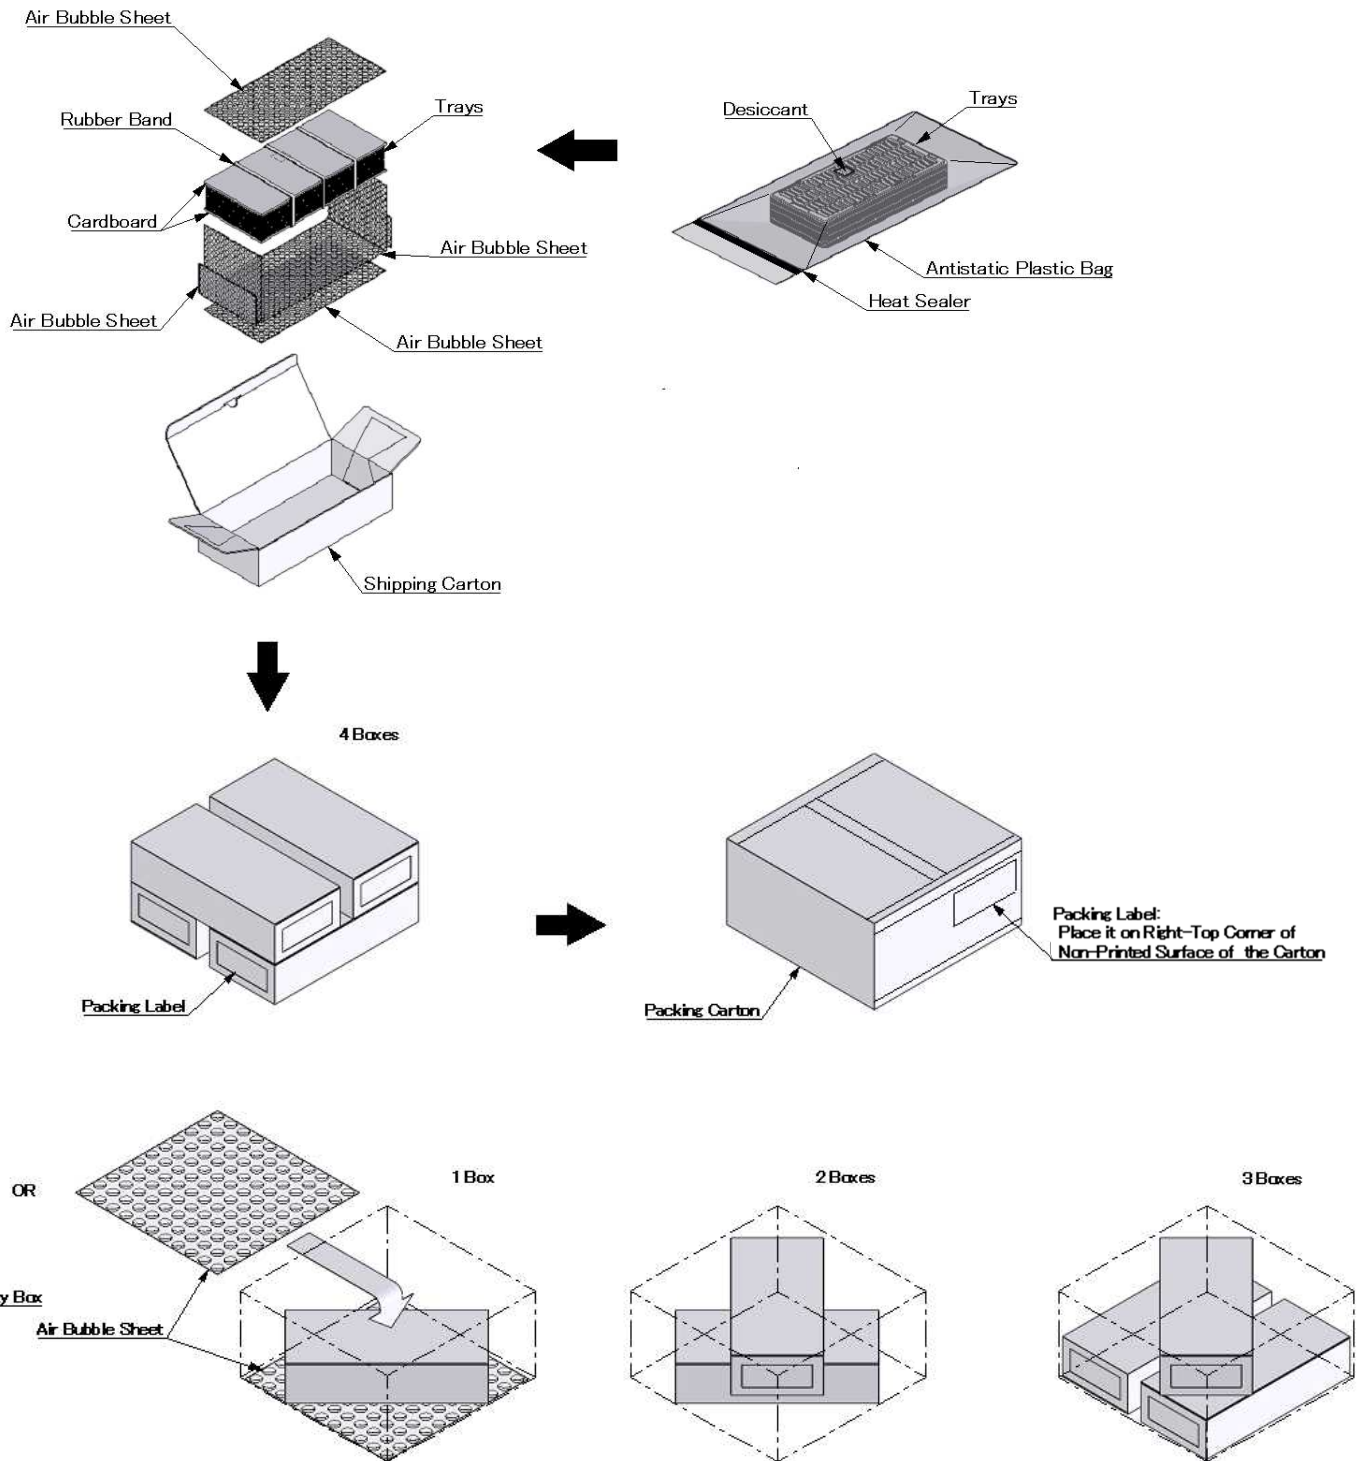 Air Bubble Sheet
Rubber Band
Trays
Cardboard
Air Bubble Sheet
Air Bubble Sheet
Air Bubble Sheet
Desiccant
Trays
Antistatic Plastic Bag
Heat Sealer
Shipping Carton
4 Boxes
Packing Label
Packing Carton
Packing Label:
Place it on Right-Top Corner of
Non-Printed Surface of the Carton
OR
1 Box
2 Boxes
3 Boxes
y Box
Air Bubble Sheet